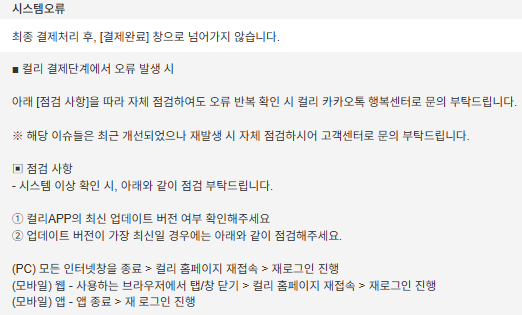 시스템오류
최종 결제처리 후, [결제완료] 창으로 넘어가지 않습니다.
■ 컬리 결제단계에서 오류 발생 시
아래 [점검 사항]을 따라 자체 점검하여도 오류 반복 확인 시 컬리 카카오톡 행복센터로 문의 부탁드립니다.
※ 해당 이슈들은 최근 개선되었으나 재발생 시 자체 점검하시어 고객센터로 문의 부탁드립니다.
▣ 점검 사항
- 시스템 이상 확인 시, 아래와 같이 점검 부탁드립니다.
① 컬리APP의 최신 업데이트 버전 여부 확인해주세요
② 업데이트 버전이 가장 최신일 경우에는 아래와 같이 점검해주세요.
(PC) 모든 인터넷창을 종료 > 컬리 홈페이지 재접속 > 재로그인 진행
(모바일) 웹 - 사용하는 브라우저에서 탭/창 닫기 > 컬리 홈페이지 재접속 > 재로그인 진행
(모바일) 앱 - 앱 종료 > 재 로그인 진행